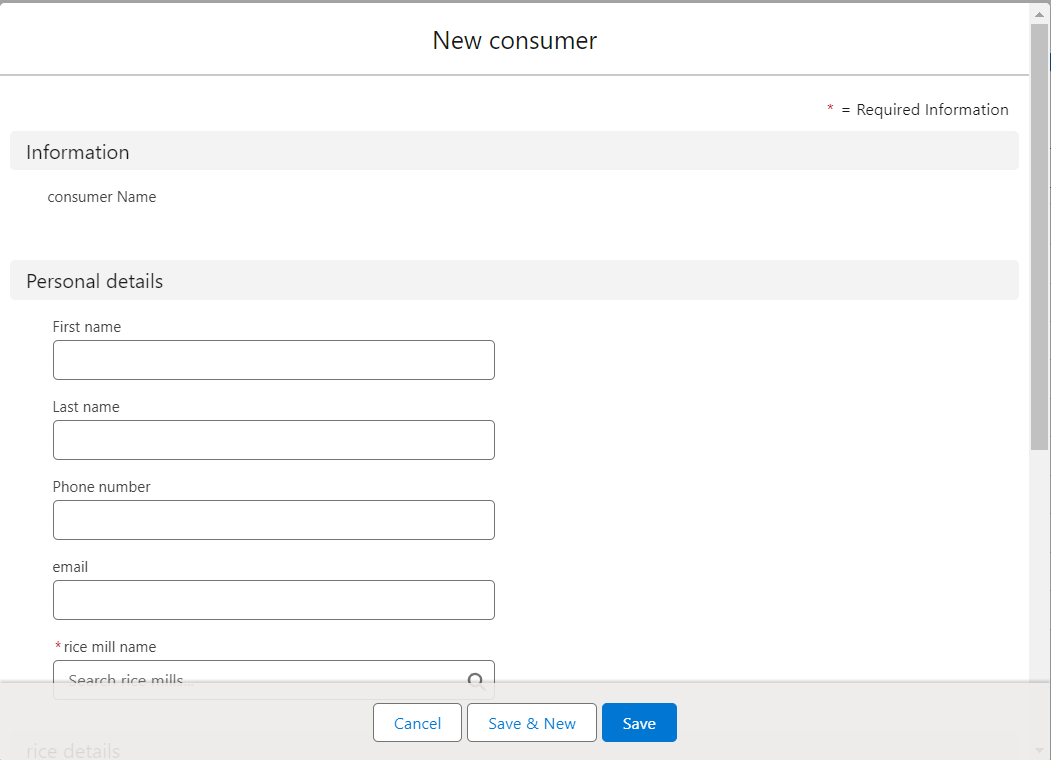 New consumer
* = Required Information
Information
consumer Name
Personal details
First name
Last name
Phone number
email
*rice mill name
Search rice mills...
Cancel
Save & New
Save
rice details